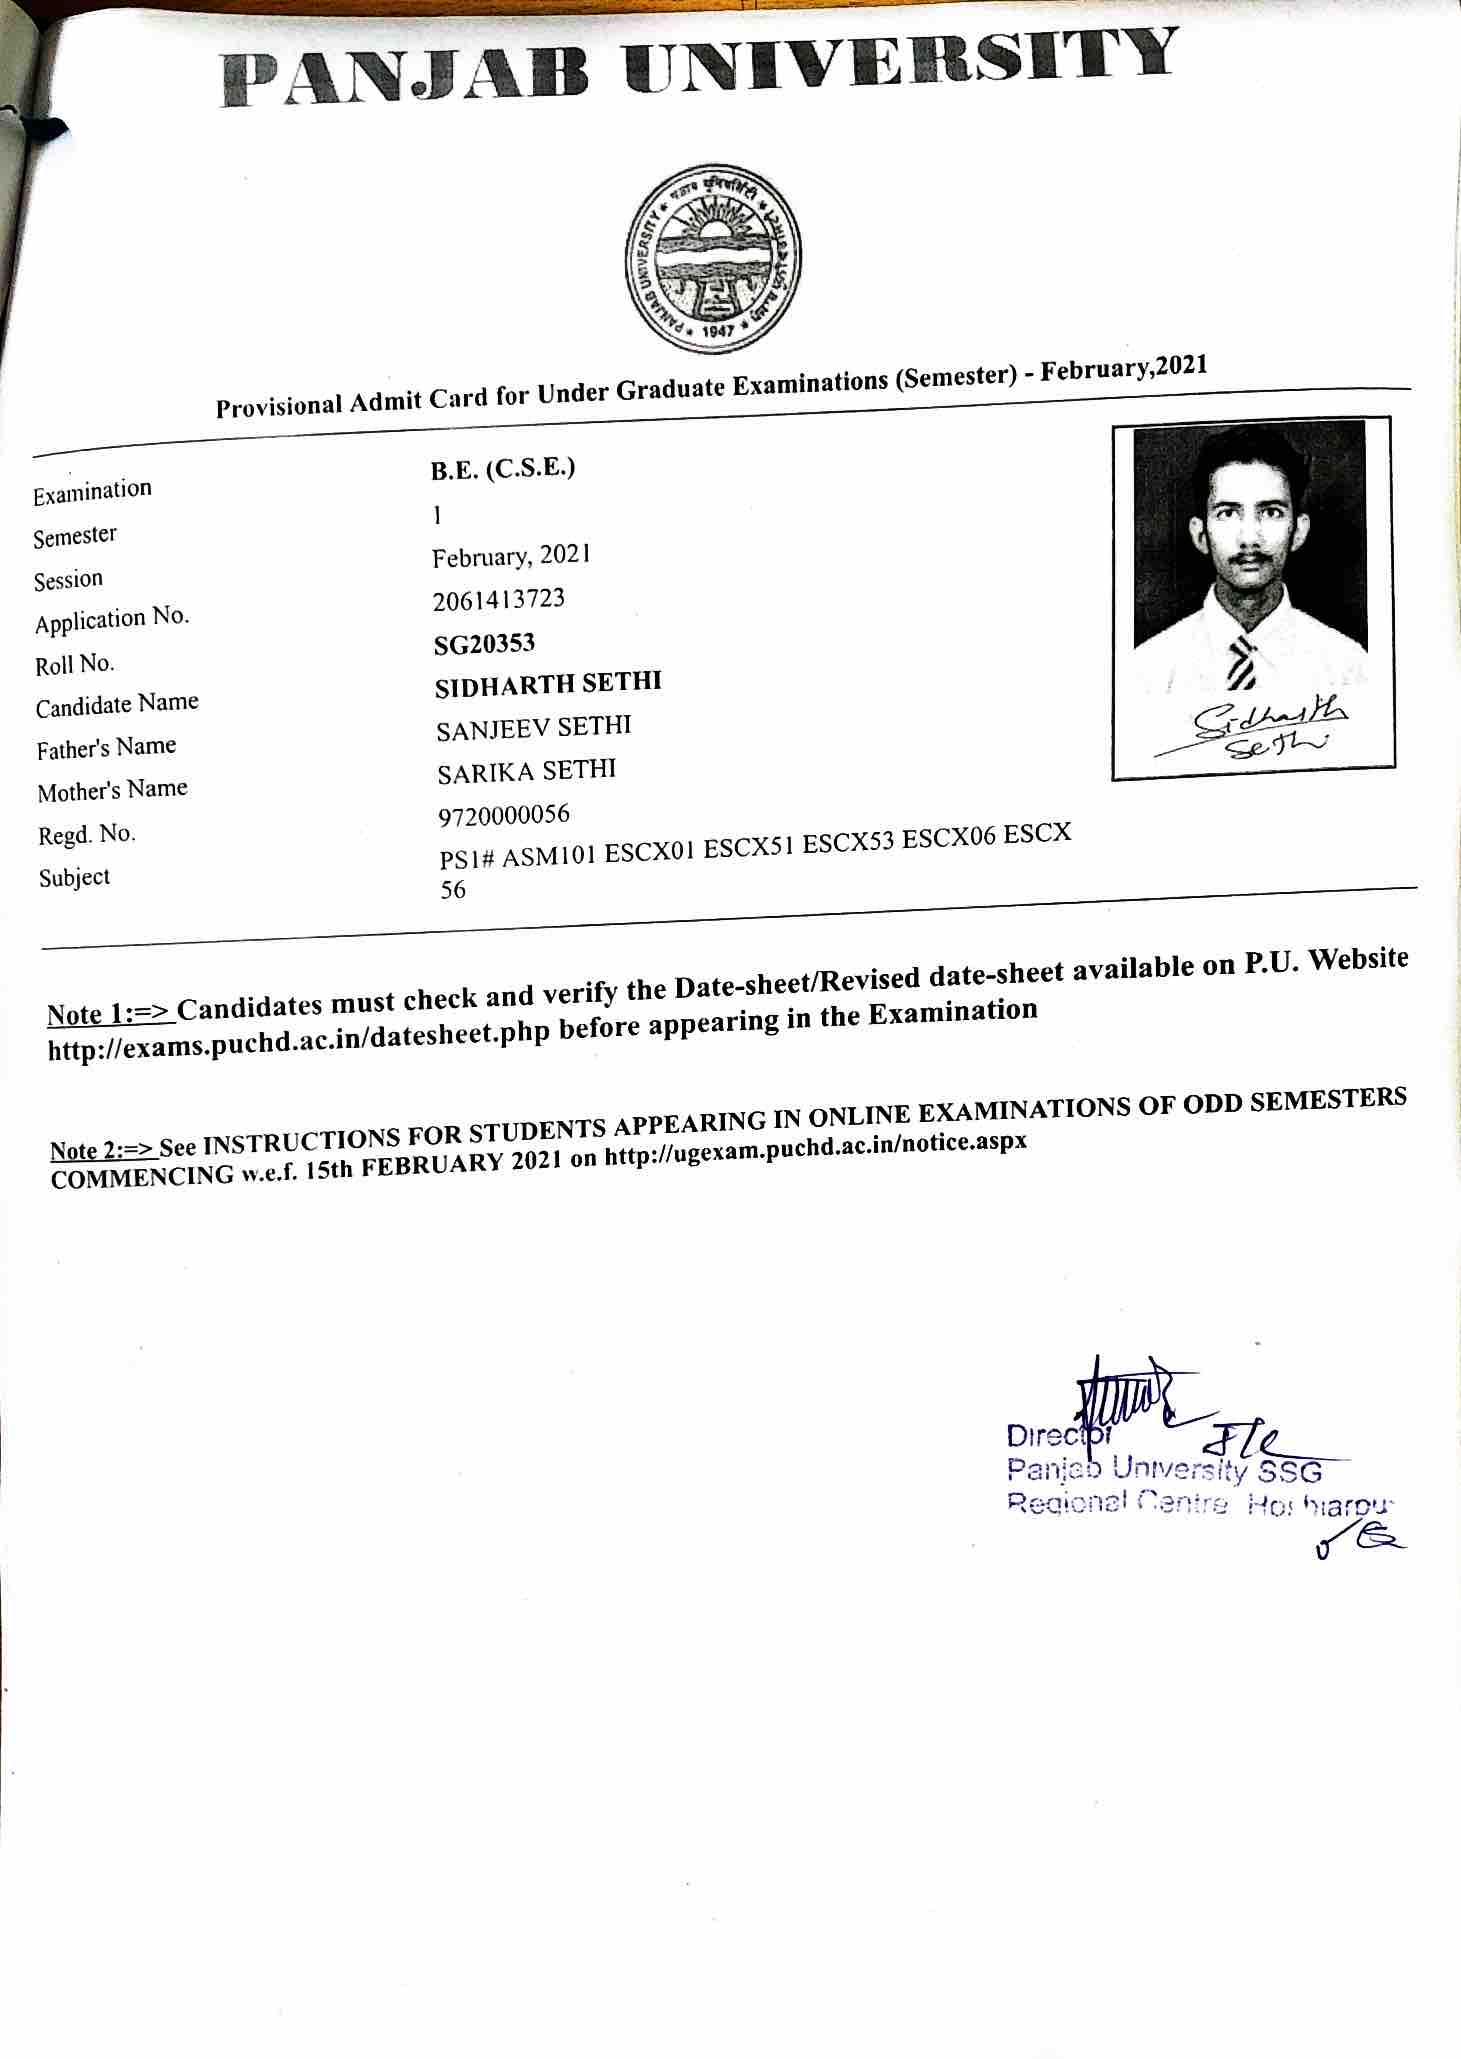 PANJAB UNIVERSITY
PANJAB UNIVERSITY
1947
Provisional Admit Card for Under Graduate Examinations (Semester) - February,2021
Examination B.E. (C.S.E.)
Semester 1
Session February, 2021
Application No. 2061413723
Roll No. SG20353
Candidate Name SIDHARTH SETHI
Father's Name SANJEEV SETHI
Mother's Name SARIKA SETHI
Regd. No. 9720000056
Subject PS1# ASM101 ESCX01 ESCX51 ESCX53 ESCX06 ESCX
56
Sidharth
Sethi
Note 1:=> Candidates must check and verify the Date-sheet/Revised date-sheet available on P.U. Website
http://exams.puchd.ac.in/datesheet.php before appearing in the Examination
Note 2:=> See INSTRUCTIONS FOR STUDENTS APPEARING IN ONLINE EXAMINATIONS OF ODD SEMESTERS
COMMENCING w.e.f. 15th FEBRUARY 2021 on http://ugexam.puchd.ac.in/notice.aspx
Director
Panjab University SSG
Regional Centre Hoshiarpur